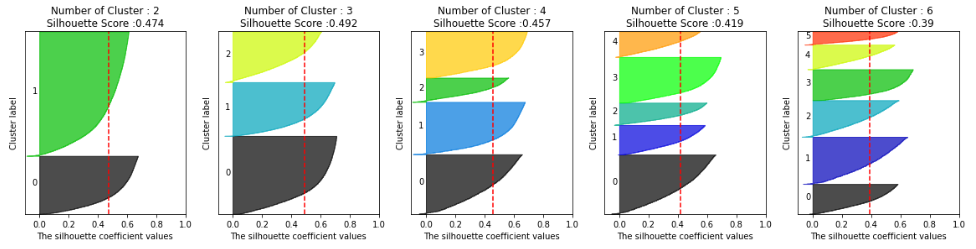 Number of Cluster : 2
Silhouette Score :0.474
Cluster label
1
0
0.0 0.2 0.4 0.6 0.8 1.0
The silhouette coefficient values
Number of Cluster : 3
Silhouette Score :0.492
Cluster label
2
1
0
0.0 0.2 0.4 0.6 0.8 1.0
The silhouette coefficient values
Number of Cluster : 4
Silhouette Score :0.457
Cluster label
3
2
1
0
0.0 0.2 0.4 0.6 0.8 1.0
The silhouette coefficient values
Number of Cluster : 5
Silhouette Score :0.419
Cluster label
4
3
2
1
0
0.0 0.2 0.4 0.6 0.8 1.0
The silhouette coefficient values
Number of Cluster : 6
Silhouette Score :0.39
Cluster label
5
4
3
2
1
0
0.0 0.2 0.4 0.6 0.8 1.0
The silhouette coefficient values